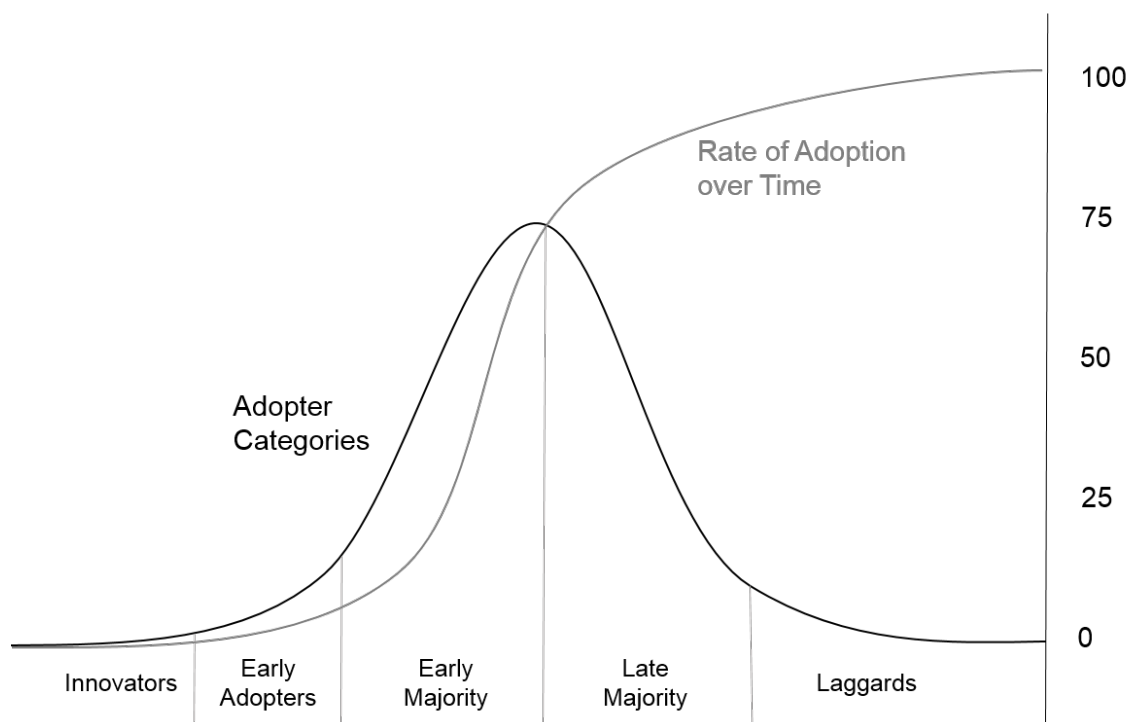 100
Rate of Adoption
over Time
75
50
Adopter
Categories
25
0
Innovators
Early
Adopters
Early
Majority
Late
Majority
Laggards